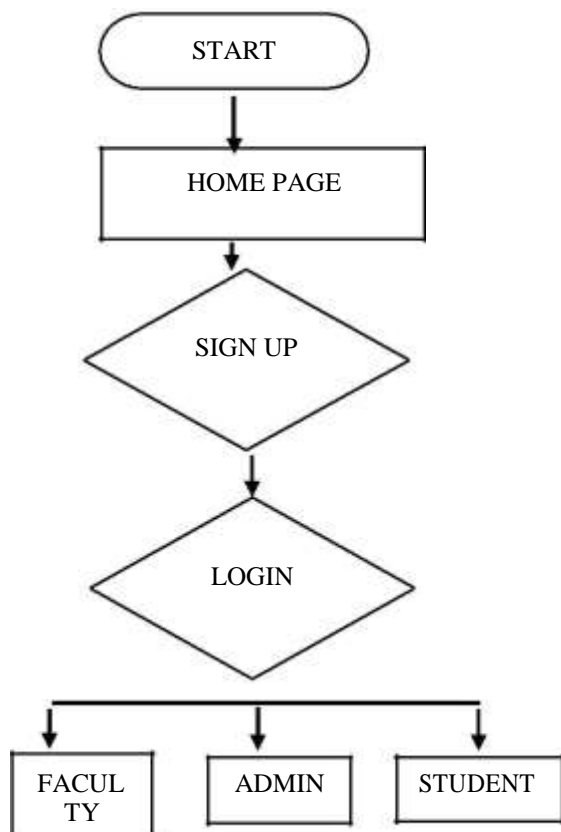 START
HOME PAGE
SIGN UP
LOGIN
FACUL
TY
ADMIN
STUDENT